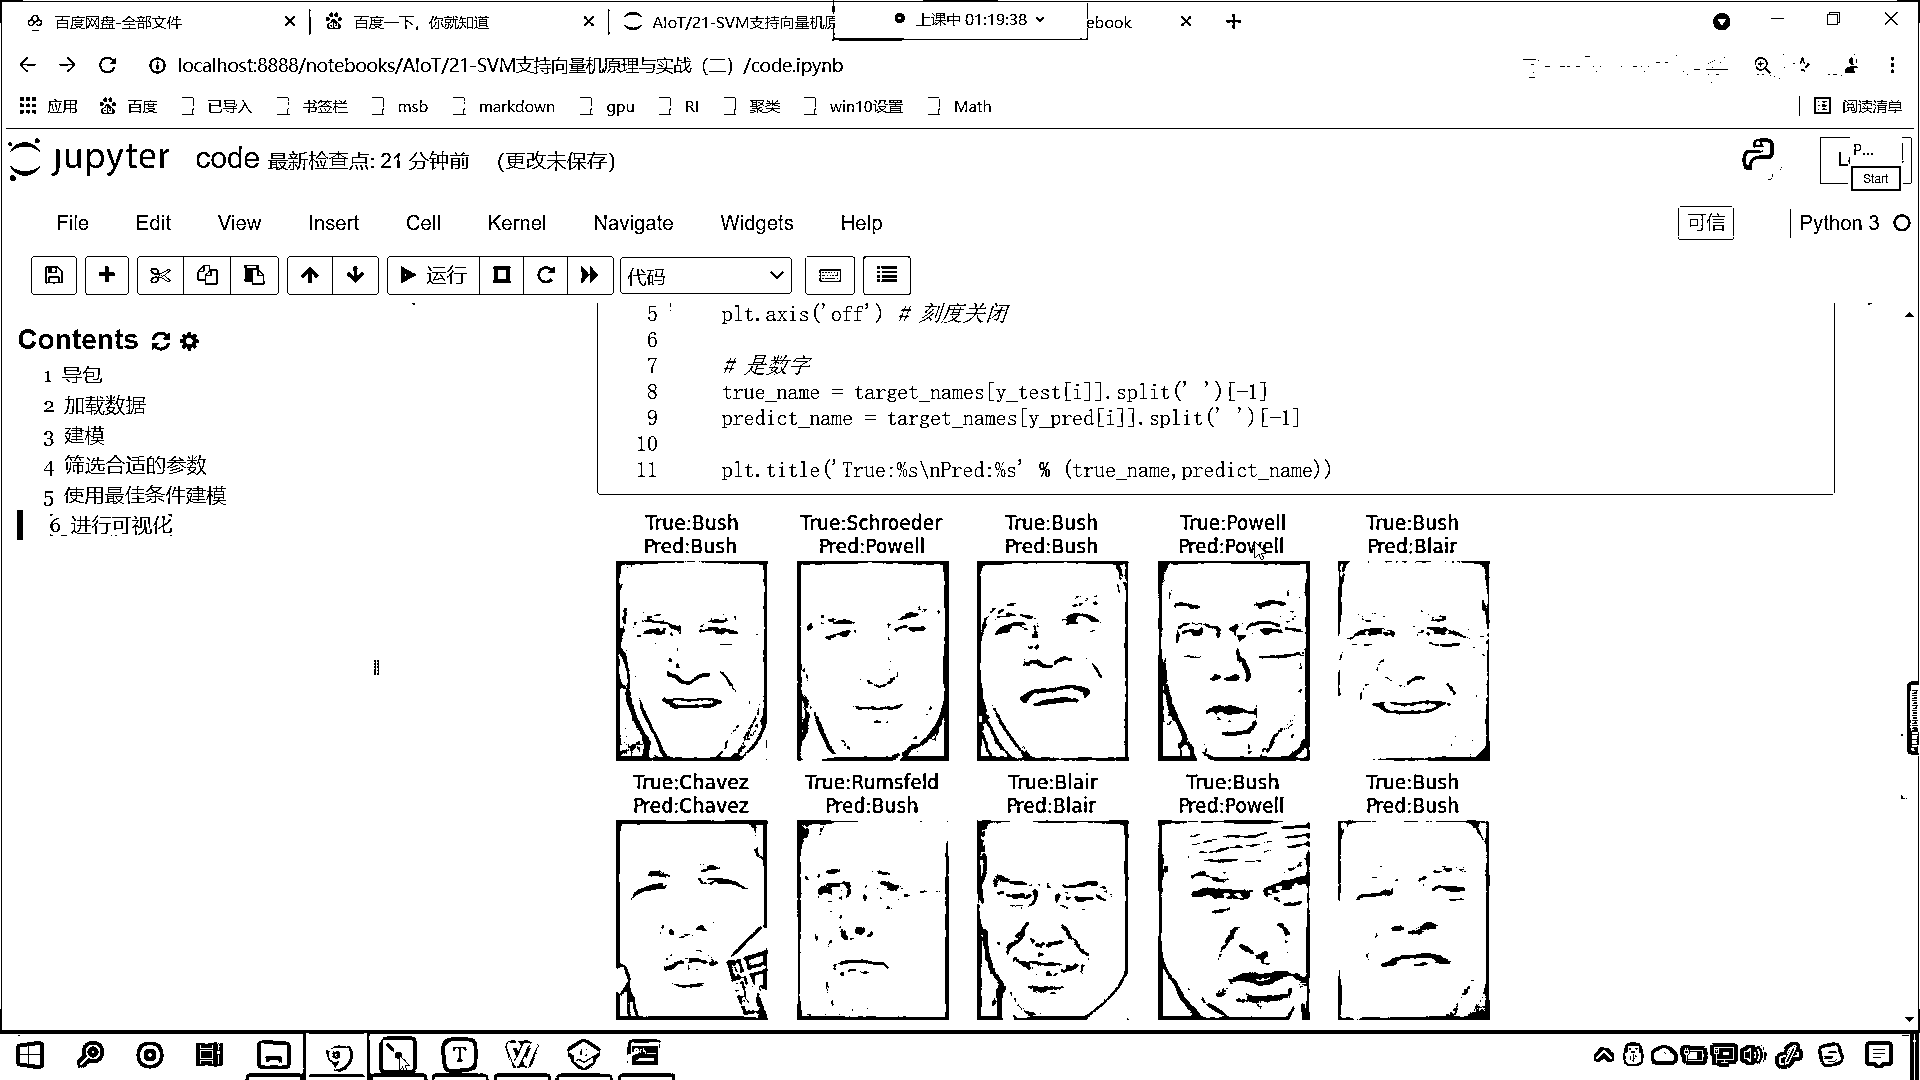 百度网盘-全部文件
百度一下，你就知道
AIoT/21-SVM支持向量机原
上课中 01:19:38
ebook
localhost:8888/notebooks/AIoT/21-SVM支持向量机原理与实战（二）/code.ipynb
应用 百度 已导入 书签栏 msb markdown gpu RI 聚类 win10设置 Math 阅读清单
jupyter code 最新检查点: 21 分钟前 (更改未保存)
P...
Start
File Edit View Insert Cell Kernel Navigate Widgets Help 可信 Python 3
运行 代码
Contents
1 导包
2 加载数据
3 建模
4 筛选合适的参数
5 使用最佳条件建模
6 进行可视化
5 plt.axis('off') # 刻度关闭
6
7 # 是数字
8 true_name = target_names[y_test[i]].split(' ')[-1]
9 predict_name = target_names[y_pred[i]].split(' ')[-1]
10
11 plt.title('True:%s\nPred:%s' % (true_name,predict_name))
True:Bush True:Schroeder True:Bush True:Powell True:Bush
Pred:Bush Pred:Powell Pred:Bush Pred:Powell Pred:Blair
True:Chavez True:Rumsfeld True:Blair True:Bush True:Bush
Pred:Chavez Pred:Bush Pred:Blair Pred:Powell Pred:Bush